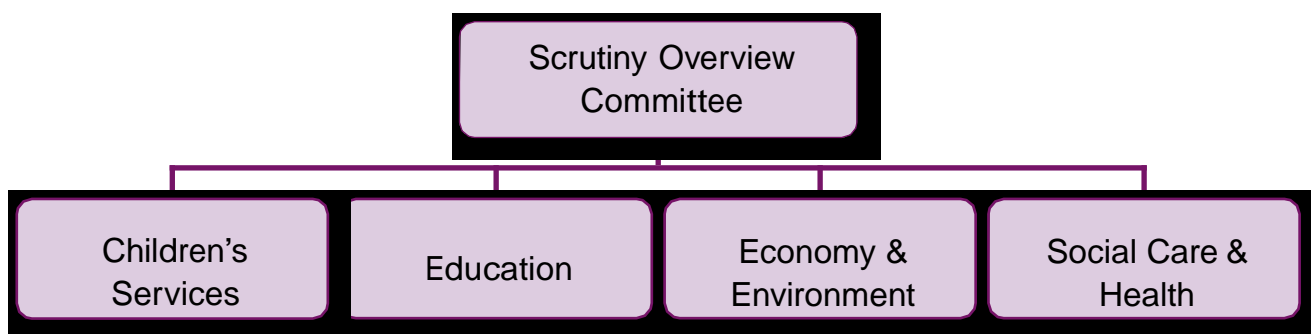 Scrutiny Overview
Committee
Children’s
Services
Education
Economy &
Environment
Social Care &
Health